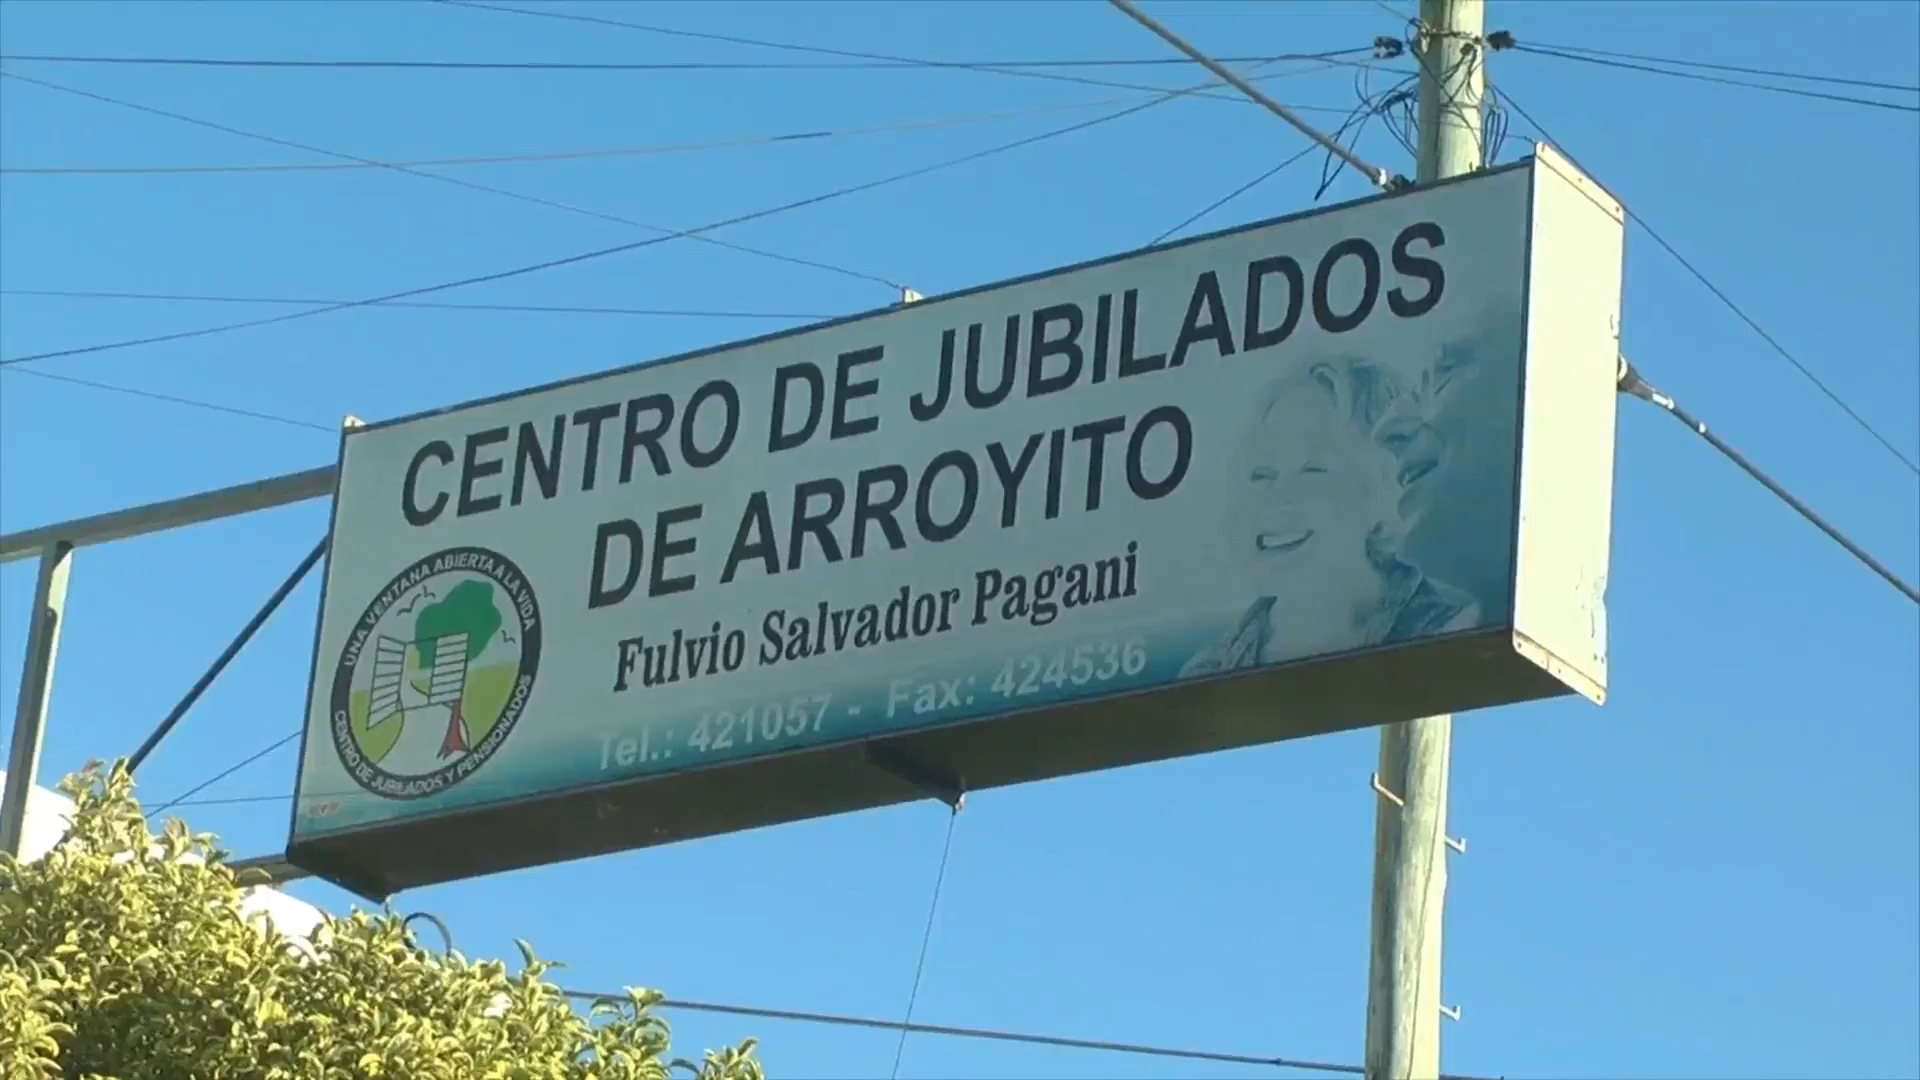 CENTRO DE JUBILADOS
DE ARROYITO
Fulvio Salvador Pagani
Tel.: 421057 - Fax: 424536
UNA VENTANA ABIERTA A LA VIDA
CENTRO DE JUBILADOS Y PENSIONADOS